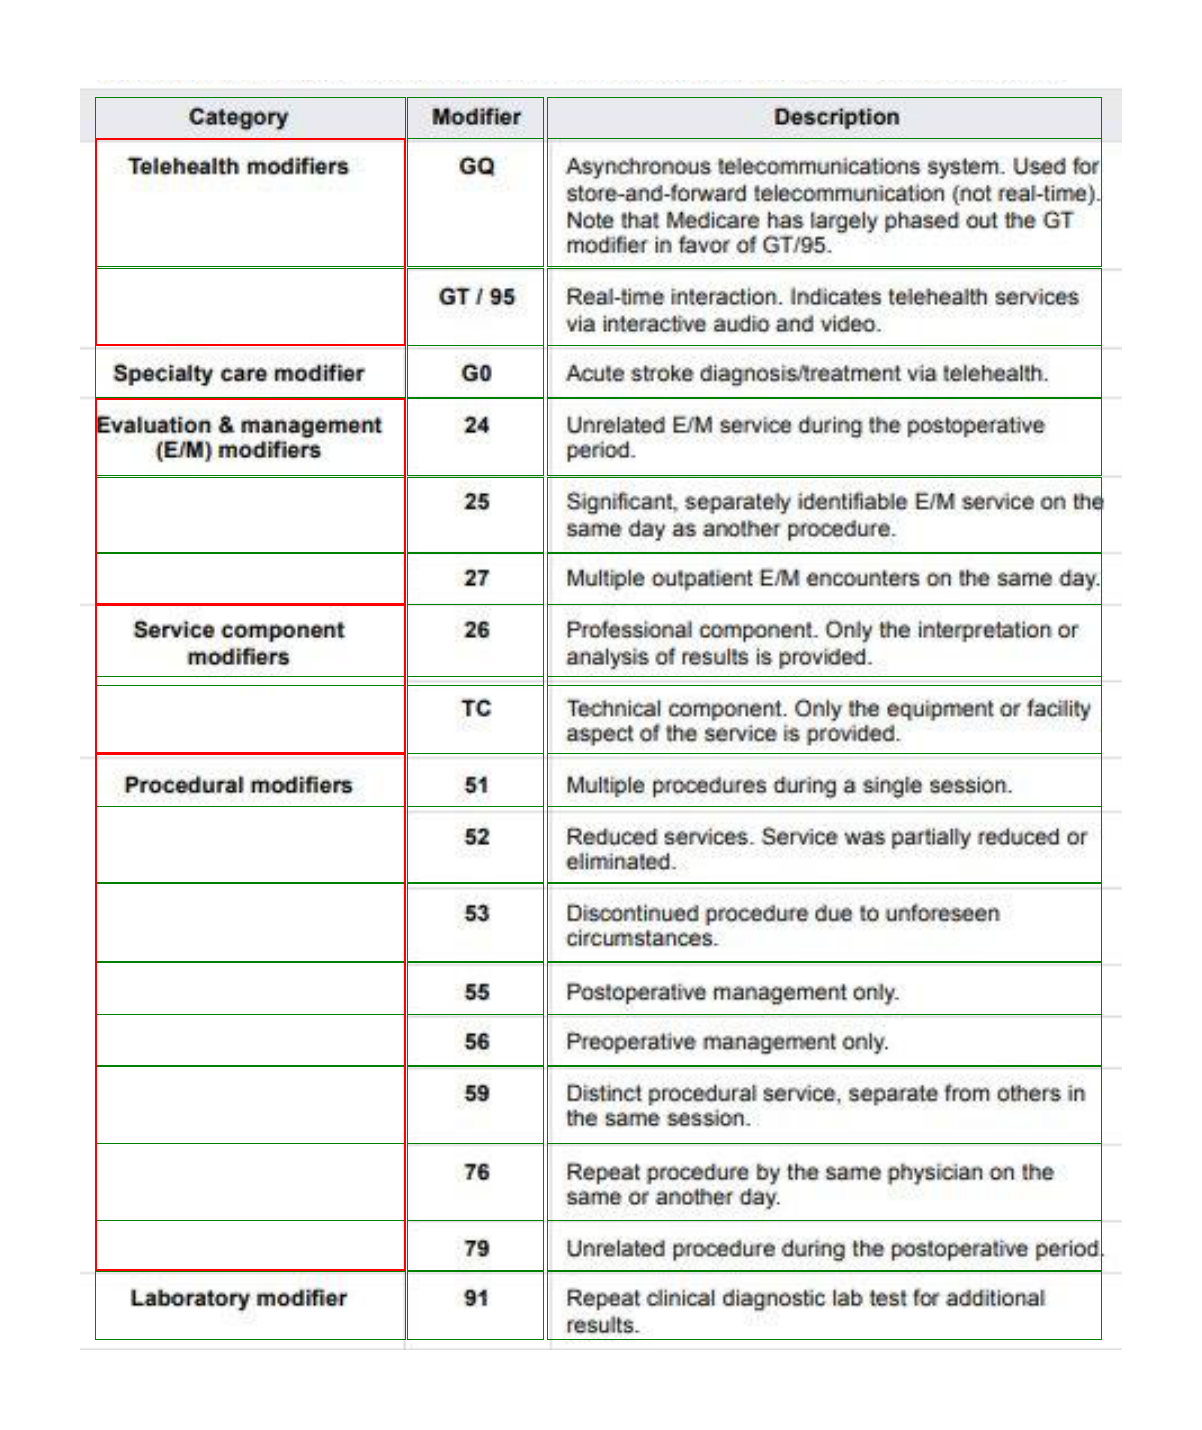 Category Modifier Description
Telehealth modifiers GQ Asynchronous telecommunications system. Used for
store-and-forward telecommunication (not real-time).
Note that Medicare has largely phased out the GT
modifier in favor of GT/95.
GT / 95 Real-time interaction. Indicates telehealth services
via interactive audio and video.
Specialty care modifier G0 Acute stroke diagnosis/treatment via telehealth.
Evaluation & management 24 Unrelated E/M service during the postoperative
(E/M) modifiers period.
25 Significant, separately identifiable E/M service on the
same day as another procedure.
27 Multiple outpatient E/M encounters on the same day.
Service component 26 Professional component. Only the interpretation or
modifiers analysis of results is provided.
TC Technical component. Only the equipment or facility
aspect of the service is provided.
Procedural modifiers 51 Multiple procedures during a single session.
52 Reduced services. Service was partially reduced or
eliminated.
53 Discontinued procedure due to unforeseen
circumstances.
55 Postoperative management only.
56 Preoperative management only.
59 Distinct procedural service, separate from others in
the same session.
76 Repeat procedure by the same physician on the
same or another day.
79 Unrelated procedure during the postoperative period.
Laboratory modifier 91 Repeat clinical diagnostic lab test for additional
results.